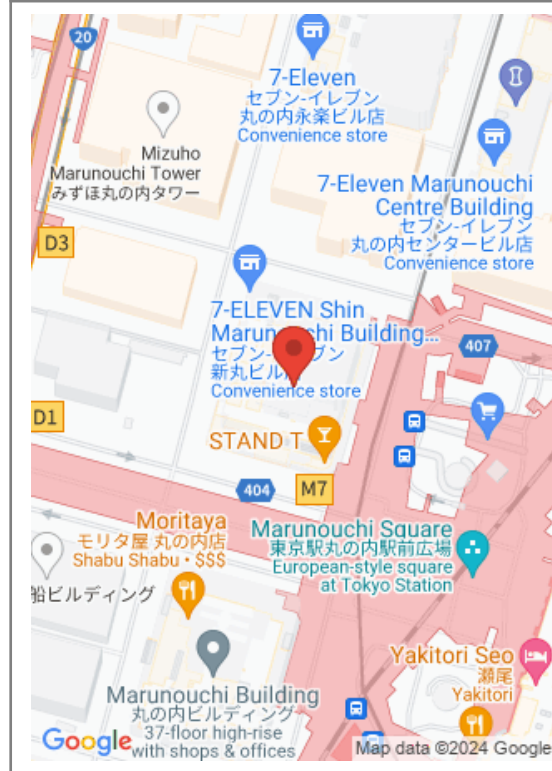 20
7-Eleven
セブン-イレブン
丸の内永楽ビル店
Convenience store
Mizuho
Marunouchi Tower
みずほ丸の内タワー
7-Eleven Marunouchi
Centre Building
セブン-イレブン
丸の内センタービル店
Convenience store
D3
7-ELEVEN Shin
Marunouchi Building...
セブン-イレブン
新丸ビル
Convenience store
407
D1
STAND T
M7
404
Moritaya
モリタ屋 丸の内店
Shabu Shabu • $$$
Marunouchi Square
東京駅丸の内駅前広場
European-style square
at Tokyo Station
船ビルディング
Yakitori Seo
瀬尾
Yakitori
Marunouchi Building
丸の内ビルディング
37-floor high-rise
with shops & offices
Google
Map data ©2024 Google